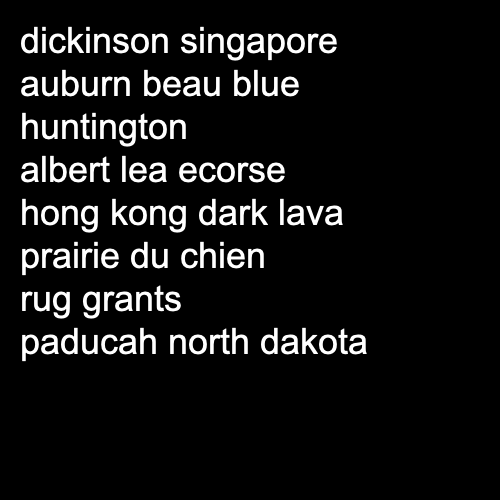 dickinson singapore
auburn beau blue
huntington
albert lea ecorse
hong kong dark lava
prairie du chien
rug grants
paducah north dakota